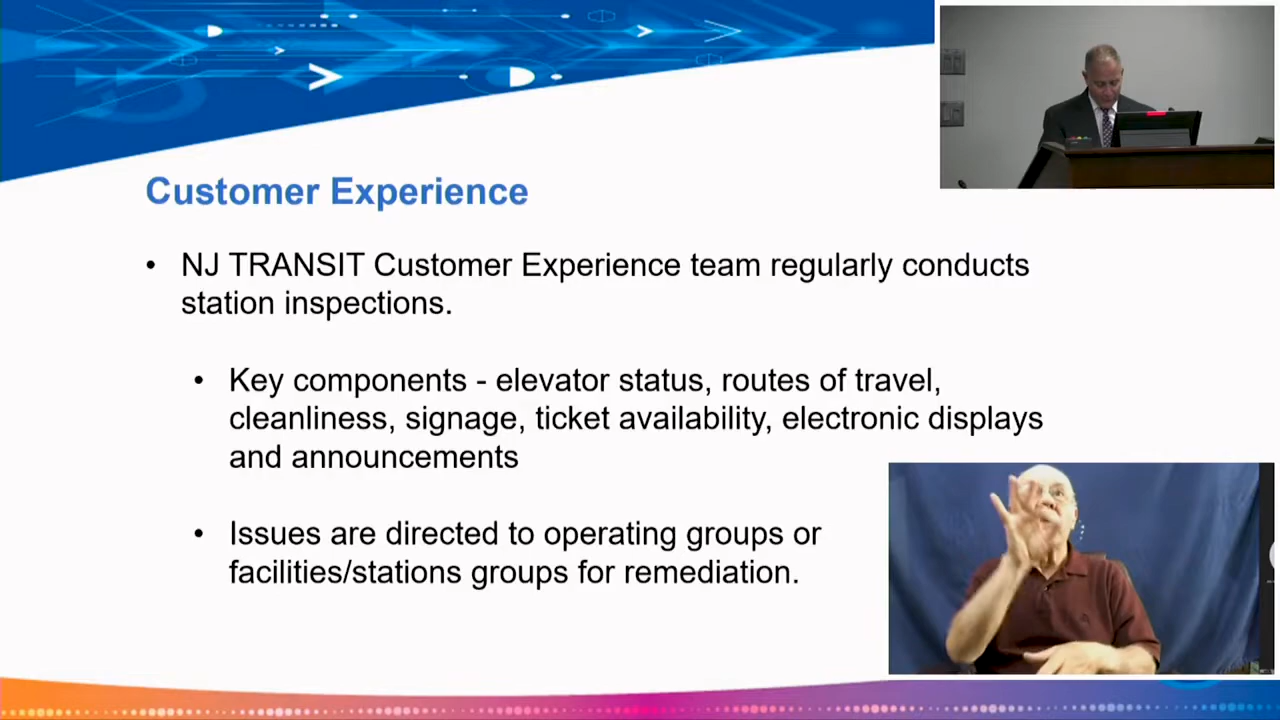 Customer Experience
• NJ TRANSIT Customer Experience team regularly conducts
station inspections.
• Key components - elevator status, routes of travel,
cleanliness, signage, ticket availability, electronic displays
and announcements
• Issues are directed to operating groups or
facilities/stations groups for remediation.